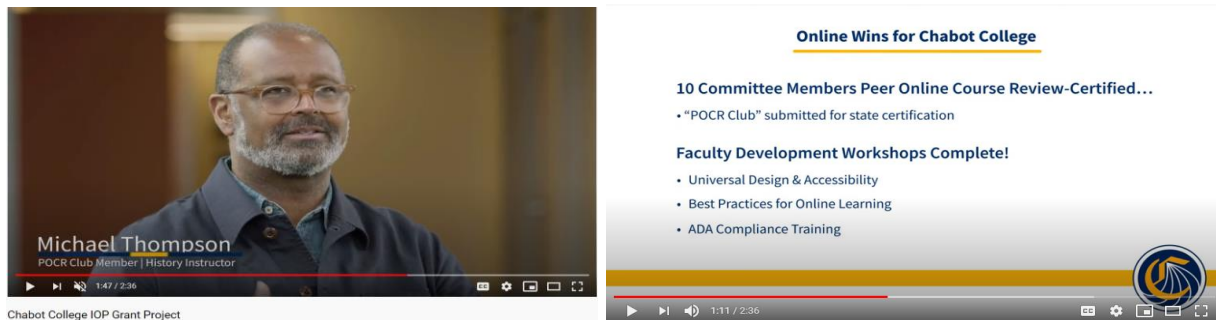 Michael Thompson
POCR Club Member | History Instructor
1:47 / 2:36
Chabot College IOP Grant Project
Online Wins for Chabot College
10 Committee Members Peer Online Course Review-Certified…
• “POCR Club” submitted for state certification
Faculty Development Workshops Complete!
• Universal Design & Accessibility
• Best Practices for Online Learning
• ADA Compliance Training
1:11 / 2:36